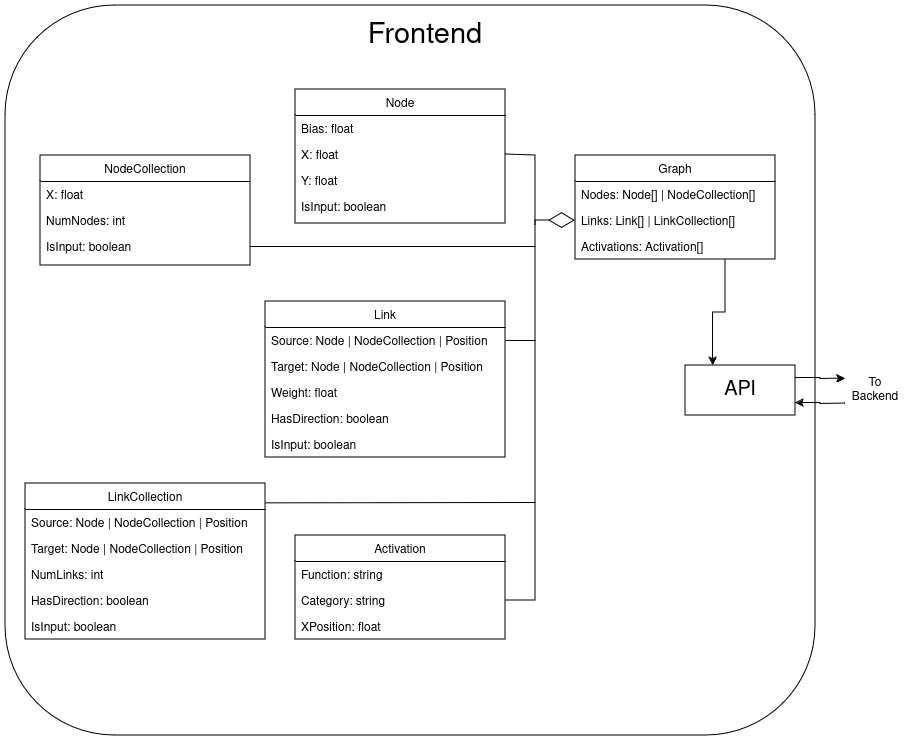 Frontend
Node
Bias: float
X: float
Y: float
IsInput: boolean
NodeCollection
X: float
NumNodes: int
IsInput: boolean
Graph
Nodes: Node[] | NodeCollection[]
Links: Link[] | LinkCollection[]
Activations: Activation[]
Link
Source: Node | NodeCollection | Position
Target: Node | NodeCollection | Position
Weight: float
HasDirection: boolean
IsInput: boolean
API
To
Backend
LinkCollection
Source: Node | NodeCollection | Position
Target: Node | NodeCollection | Position
NumLinks: int
HasDirection: boolean
IsInput: boolean
Activation
Function: string
Category: string
XPosition: float